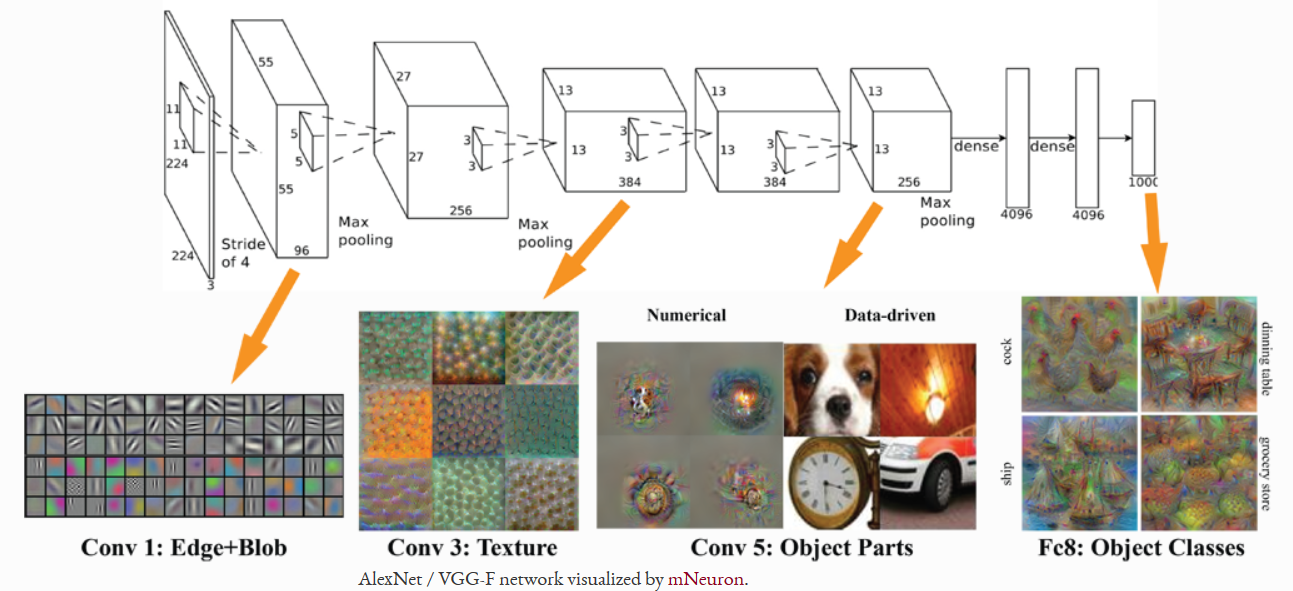 55
27
13
13
13
11
5
3
3
3
11
5
3
3
3
224
55
27
13
13
13
dense
dense
1000
384
384
256
4096
4096
256
96
224
3
Stride
of 4
Max
pooling
Max
pooling
Max
pooling
Numerical
Data-driven
cock
dinning table
ship
grocery store
Conv 1: Edge+Blob
Conv 3: Texture
Conv 5: Object Parts
Fc8: Object Classes
AlexNet / VGG-F network visualized by mNeuron.